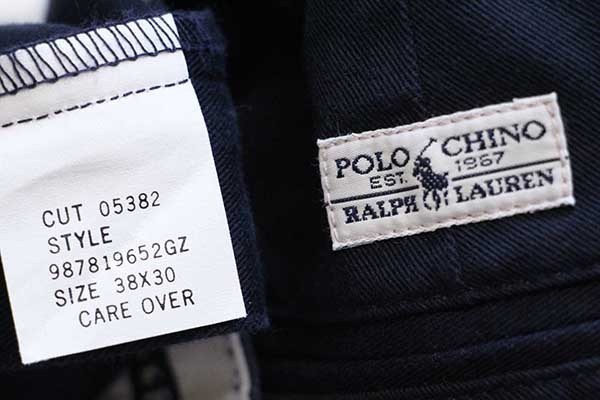 CUT 05382
STYLE
987819652GZ
SIZE 38X30
CARE OVER
POLO CHINO
EST. 1967
RALPH LAUREN